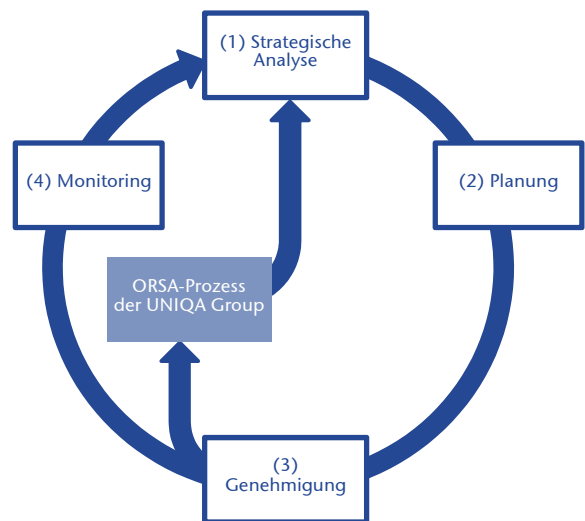 (1) Strategische
Analyse
(2) Planung
(3)
Genehmigung
(4) Monitoring
ORSA-Prozess
der UNIQA Group